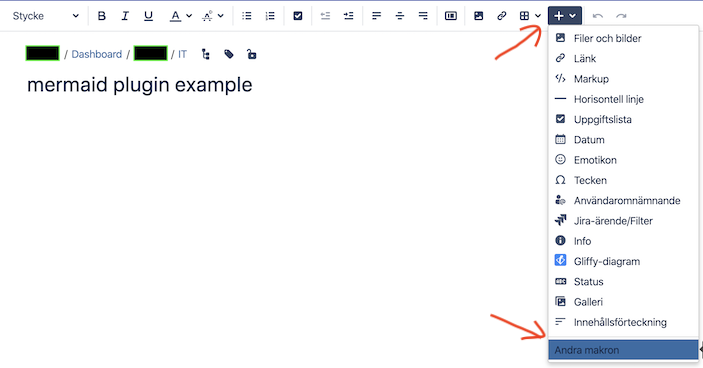 Stycke B I U A
/ Dashboard / / IT
mermaid plugin example
Filer och bilder
Länk
Markup
Horisontell linje
Uppgiftslista
Datum
Emotikon
Tecken
Användaromnämnande
Jira-ärende/Filter
Info
Gliffy-diagram
Status
Galleri
Innehållsförteckning
Andra makron